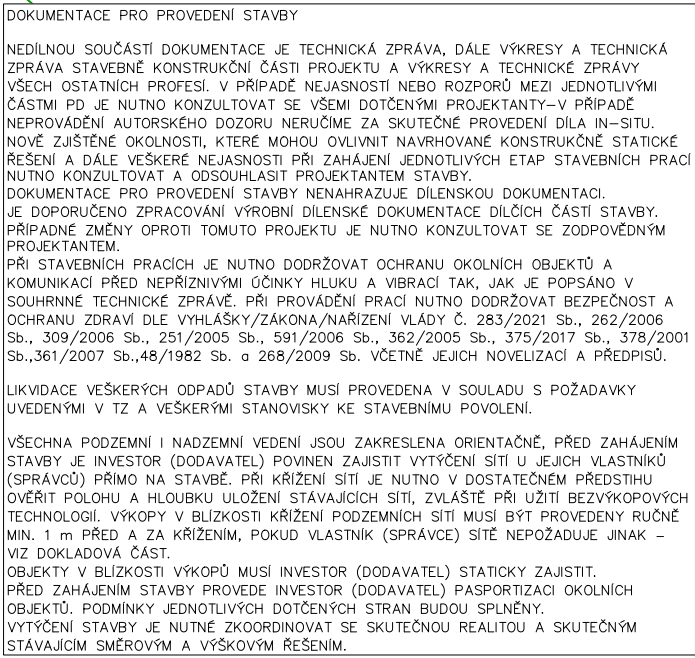 DOKUMENTACE PRO PROVEDENÍ STAVBY
NEDÍLNOU SOUČÁSTÍ DOKUMENTACE JE TECHNICKÁ ZPRÁVA, DÁLE VÝKRESY A TECHNICKÁ
ZPRÁVA STAVEBNĚ KONSTRUKČNÍ ČÁSTI PROJEKTU A VÝKRESY A TECHNICKÉ ZPRÁVY
VŠECH OSTATNÍCH PROFESÍ. V PŘÍPADĚ NEJASNOSTÍ NEBO ROZPORŮ MEZI JEDNOTLIVÝMI
ČÁSTMI PD JE NUTNO KONZULTOVAT SE VŠEMI DOTČENÝMI PROJEKTANTY–V PŘÍPADĚ
NEPROVÁDĚNÍ AUTORSKÉHO DOZORU NERUČÍME ZA SKUTEČNÉ PROVEDENÍ DÍLA IN–SITU.
NOVĚ ZJIŠTĚNÉ OKOLNOSTI, KTERÉ MOHOU OVLIVNIT NAVRHOVANÉ KONSTRUKČNĚ STATICKÉ
ŘEŠENÍ A DÁLE VEŠKERÉ NEJASNOSTI PŘI ZAHÁJENÍ JEDNOTLIVÝCH ETAP STAVEBNÍCH PRACÍ
NUTNO KONZULTOVAT A ODSOUHLASIT PROJEKTANTEM STAVBY.
DOKUMENTACE PRO PROVEDENÍ STAVBY NENAHRAZUJE DÍLENSKOU DOKUMENTACI.
JE DOPORUČENO ZPRACOVÁNÍ VÝROBNÍ DÍLENSKÉ DOKUMENTACE DÍLČÍCH ČÁSTÍ STAVBY.
PŘÍPADNÉ ZMĚNY OPROTI TOMUTO PROJEKTU JE NUTNO KONZULTOVAT SE ZODPOVĚDNÝM
PROJEKTANTEM.
PŘI STAVEBNÍCH PRACÍCH JE NUTNO DODRŽOVAT OCHRANU OKOLNÍCH OBJEKTŮ A
KOMUNIKACÍ PŘED NEPŘÍZNIVÝMI ÚČINKY HLUKU A VIBRACÍ TAK, JAK JE POPSÁNO V
SOUHRNNÉ TECHNICKÉ ZPRÁVĚ. PŘI PROVÁDĚNÍ PRACÍ NUTNO DODRŽOVAT BEZPEČNOST A
OCHRANU ZDRAVÍ DLE VYHLÁŠKY/ZÁKONA/NAŘÍZENÍ VLÁDY Č. 283/2021 Sb., 262/2006
Sb., 309/2006 Sb., 251/2005 Sb., 591/2006 Sb., 362/2005 Sb., 375/2017 Sb., 378/2001
Sb.,361/2007 Sb.,48/1982 Sb. a 268/2009 Sb. VČETNĚ JEJICH NOVELIZACÍ A PŘEDPISŮ.
LIKVIDACE VEŠKERÝCH ODPADŮ STAVBY MUSÍ PROVEDENA V SOULADU S POŽADAVKY
UVEDENÝMI V TZ A VEŠKERÝMI STANOVISKY KE STAVEBNÍMU POVOLENÍ.
VŠECHNA PODZEMNÍ I NADZEMNÍ VEDENÍ JSOU ZAKRESLENA ORIENTAČNĚ, PŘED ZAHÁJENÍM
STAVBY JE INVESTOR (DODAVATEL) POVINEN ZAJISTIT VYTÝČENÍ SÍTÍ U JEJICH VLASTNÍKŮ
(SPRÁVCŮ) PŘÍMO NA STAVBĚ. PŘI KŘÍŽENÍ SÍTÍ JE NUTNO V DOSTATEČNÉM PŘEDSTIHU
OVĚŘIT POLOHU A HLOUBKU ULOŽENÍ STÁVAJÍCÍCH SÍTÍ, ZVLÁŠTĚ PŘI UŽITÍ BEZVÝKOPOVÝCH
TECHNOLOGIÍ. VÝKOPY V BLÍZKOSTI KŘÍŽENÍ PODZEMNÍCH SÍTÍ MUSÍ BÝT PROVEDENY RUČNĚ
MIN. 1 m PŘED A ZA KŘÍŽENÍM, POKUD VLASTNÍK (SPRÁVCE) SÍTĚ NEPOŽADUJE JINAK –
VIZ DOKLADOVÁ ČÁST.
OBJEKTY V BLÍZKOSTI VÝKOPŮ MUSÍ INVESTOR (DODAVATEL) STATICKY ZAJISTIT.
PŘED ZAHÁJENÍM STAVBY PROVEDE INVESTOR (DODAVATEL) PASPORTIZACI OKOLNÍCH
OBJEKTŮ. PODMÍNKY JEDNOTLIVÝCH DOTČENÝCH STRAN BUDOU SPLNĚNY.
VYTÝČENÍ STAVBY JE NUTNÉ ZKOORDINOVAT SE SKUTEČNOU REALITOU A SKUTEČNÝM
STÁVAJÍCÍM SMĚROVÝM A VÝŠKOVÝM ŘEŠENÍM.